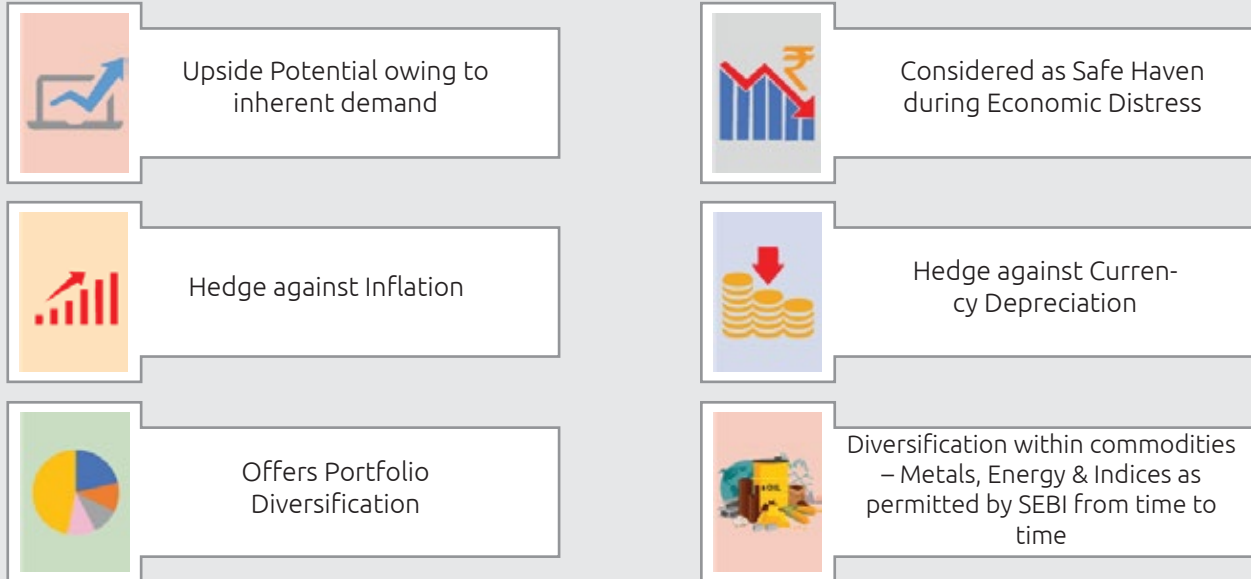 Upside Potential owing to
inherent demand
₹
Considered as Safe Haven
during Economic Distress
Hedge against Inflation
Hedge against Curren-
cy Depreciation
Offers Portfolio
Diversification
OIL
Diversification within commodities
– Metals, Energy & Indices as
permitted by SEBI from time to
time